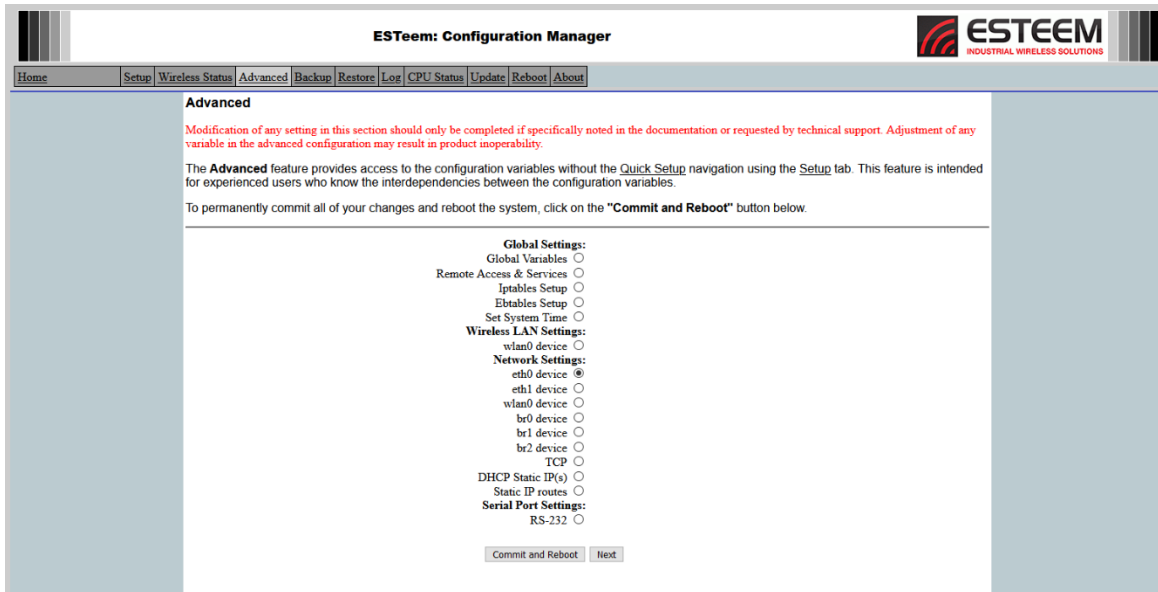 ESTeem: Configuration Manager
ESTEEM
INDUSTRIAL WIRELESS SOLUTIONS
Home Setup Wireless Status Advanced Backup Restore Log CPU Status Update Reboot About
Advanced
Modification of any setting in this section should only be completed if specifically noted in the documentation or requested by technical support. Adjustment of any
variable in the advanced configuration may result in product inoperability.
The Advanced feature provides access to the configuration variables without the Quick Setup navigation using the Setup tab. This feature is intended
for experienced users who know the interdependencies between the configuration variables.
To permanently commit all of your changes and reboot the system, click on the "Commit and Reboot" button below.
Global Settings:
Global Variables
Remote Access & Services
Iptables Setup
Ebtables Setup
Set System Time
Wireless LAN Settings:
wlan0 device
Network Settings:
eth0 device
eth1 device
wlan0 device
br0 device
br1 device
br2 device
TCP
DHCP Static IP(s)
Static IP routes
Serial Port Settings:
RS-232
Commit and Reboot Next